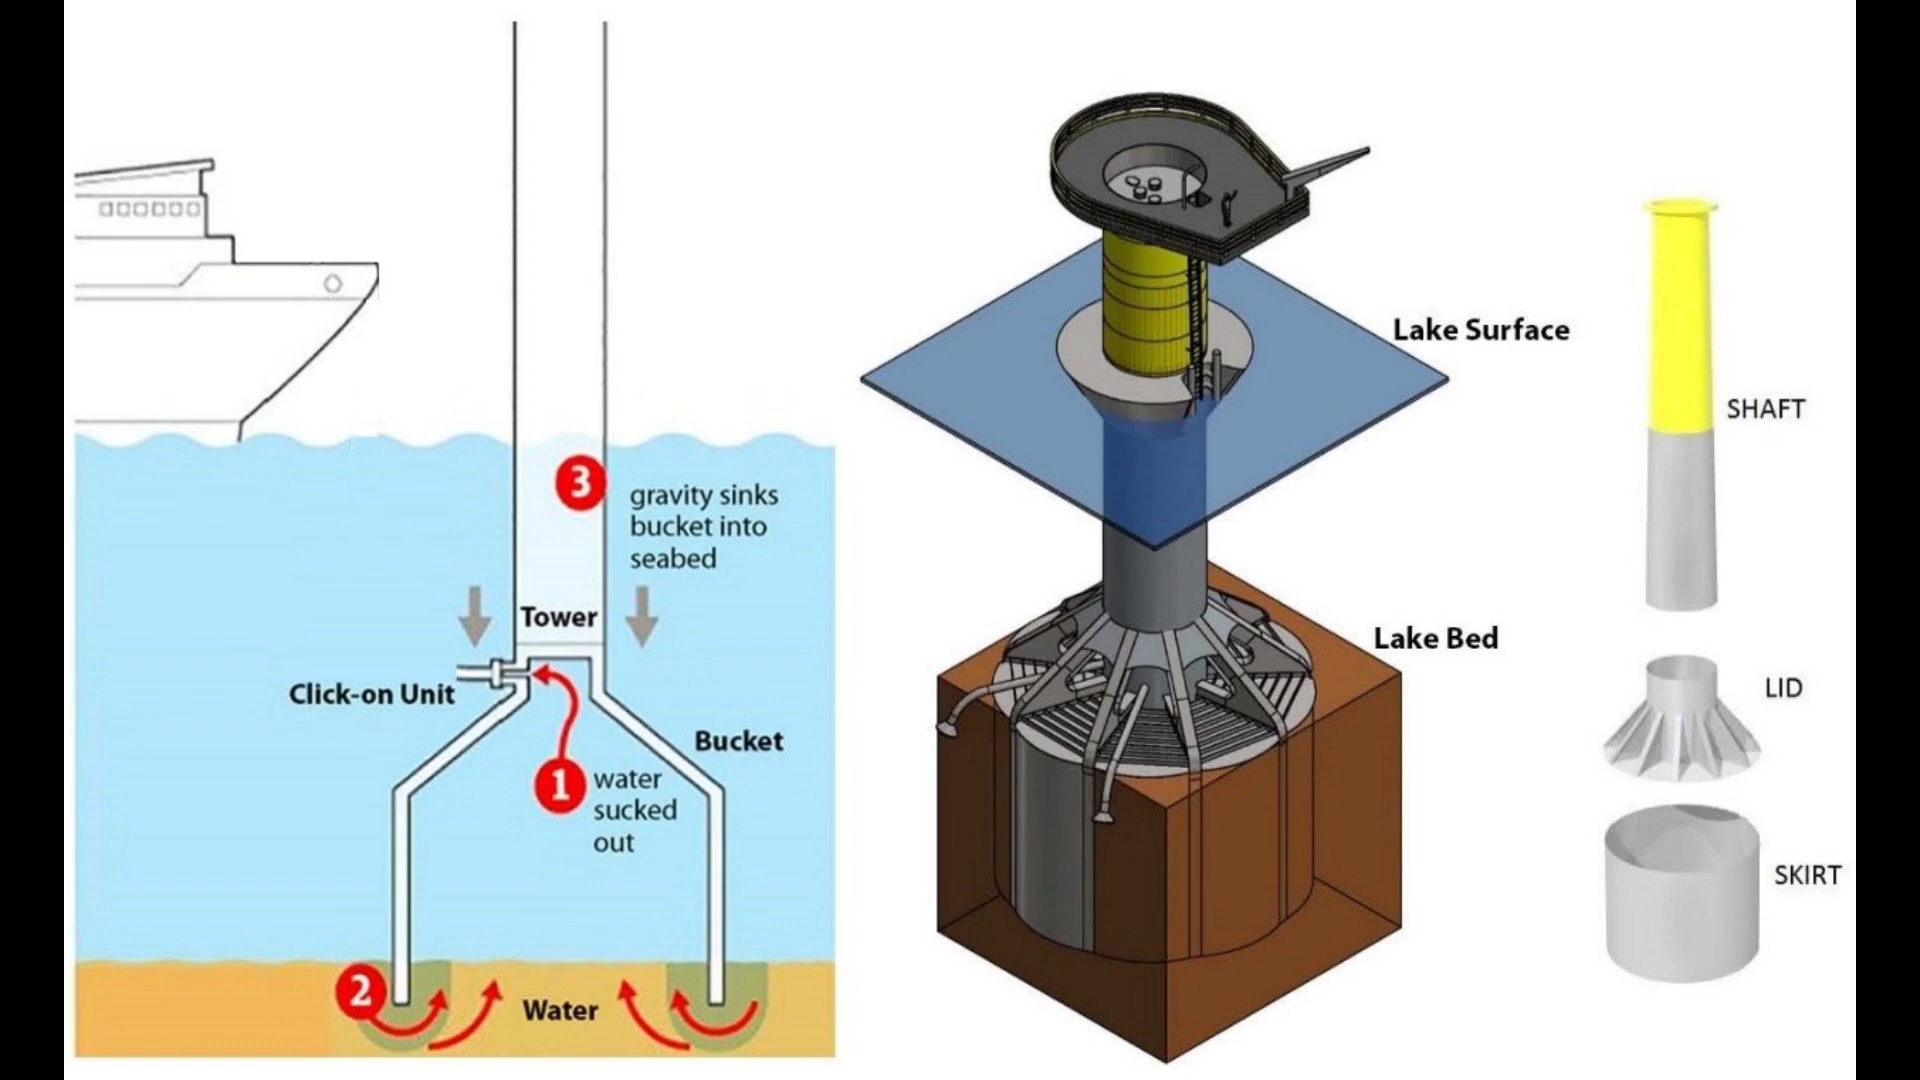 3
gravity sinks
bucket into
seabed
Tower
Click-on Unit
Bucket
1
water
sucked
out
2
Water
Lake Surface
Lake Bed
SHAFT
LID
SKIRT